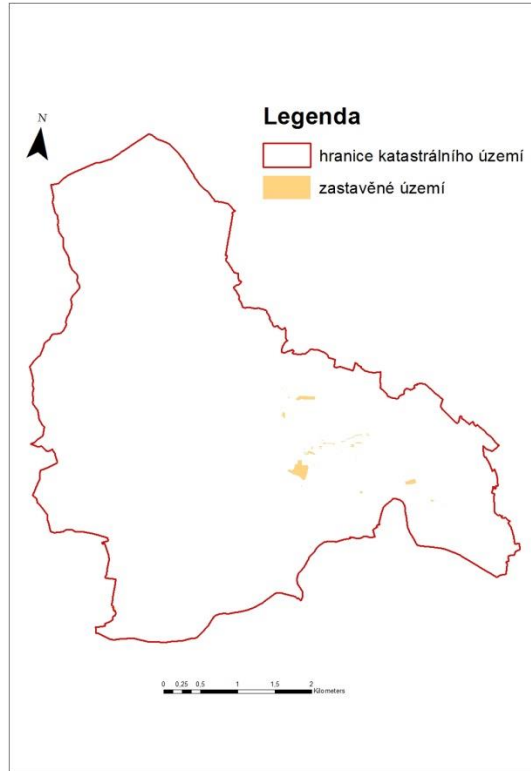 N
Legenda
hranice katastrálního území
zastavěné území
0 0.25 0.5 1 1.5 2
Kilometers